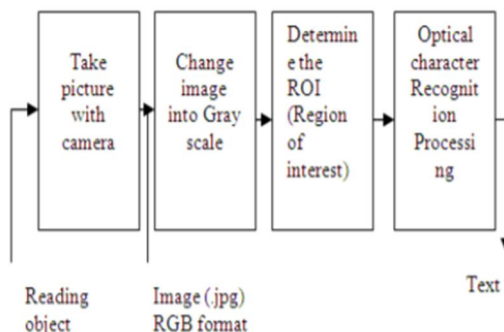 Take
picture
with
camera
Change
image
into Gray
scale
Determin
e the
ROI
(Region
of
interest)
Optical
character
Recognit
ion
Processi
ng
Reading
object
Image (.jpg)
RGB format
Text